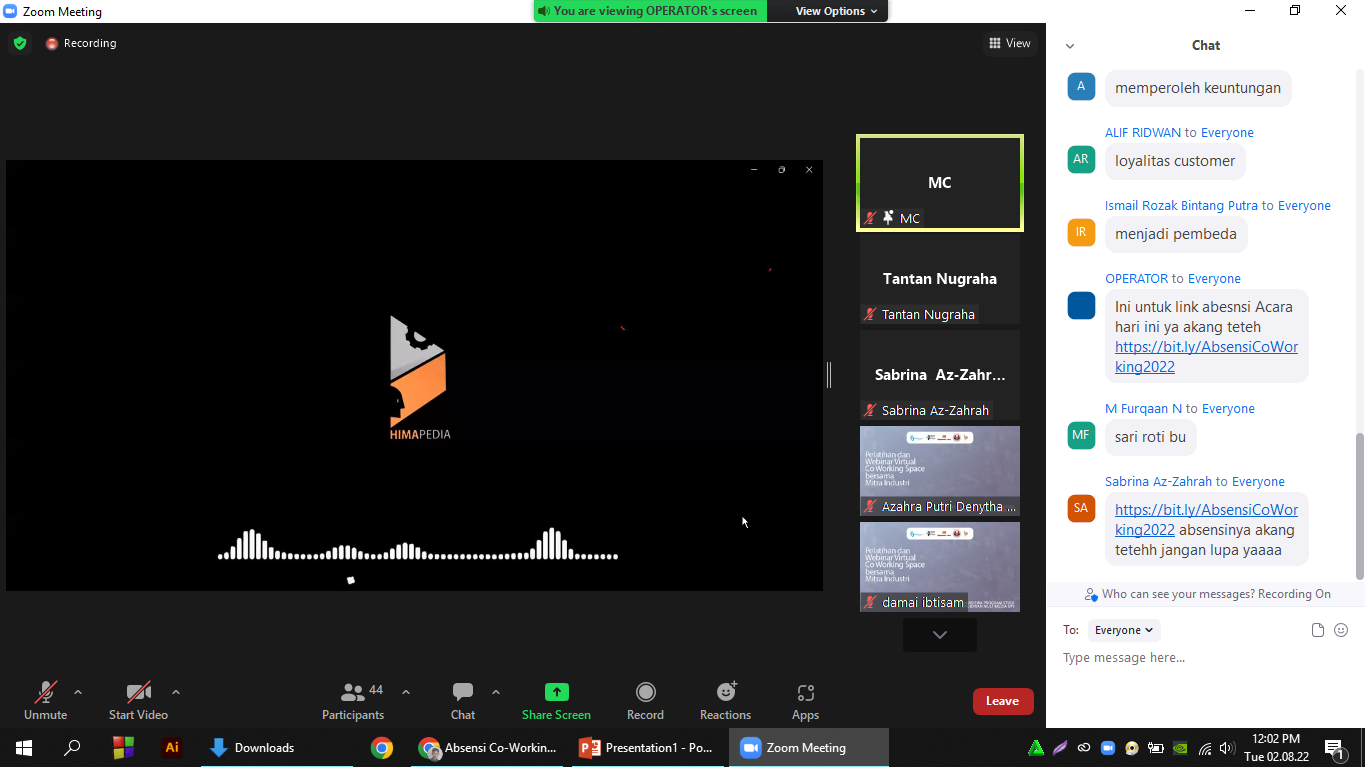 Zoom Meeting
You are viewing OPERATOR's screen
View Options
Recording
View
HIMAPEDIA
MC
MC
Tantan Nugraha
Tantan Nugraha
Sabrina Az-Zahr...
Sabrina Az-Zahrah
Pelatihan dan
Webinar Virtual
Co Working Space
bersama
Mitra Industri
Azahra Putri Denytha ...
Pelatihan dan
Webinar Virtual
Co Working Space
bersama
Mitra Industri
damai ibtisam
Chat
A
memperoleh keuntungan
ALIF RIDWAN to Everyone
AR
loyalitas customer
Ismail Rozak Bintang Putra to Everyone
IR
menjadi pembeda
OPERATOR to Everyone
Ini untuk link abesnsi Acara
hari ini ya akang teteh
https://bit.ly/AbsensiCoWor
king2022
M Furqaan N to Everyone
MF
sari roti bu
Sabrina Az-Zahrah to Everyone
SA
https://bit.ly/AbsensiCoWor
king2022 absensinya akang
tetehh jangan lupa yaaaa
Who can see your messages? Recording On
To: Everyone
Type message here...
Unmute
Start Video
44
Participants
Chat
Share Screen
Record
Reactions
Apps
Leave
Ai
Downloads
Absensi Co-Workin...
Presentation1 - Po...
Zoom Meeting
12:02 PM
Tue 02.08.22
1